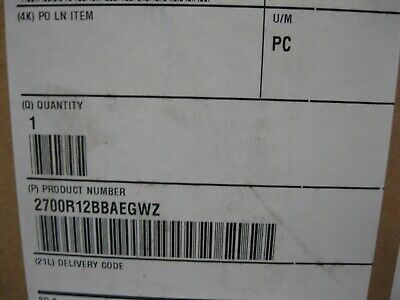 (4K) PO LN ITEM
U/M
PC
(Q) QUANTITY
1
(P) PRODUCT NUMBER
2700R12BBAEGWZ
(21L) DELIVERY CODE